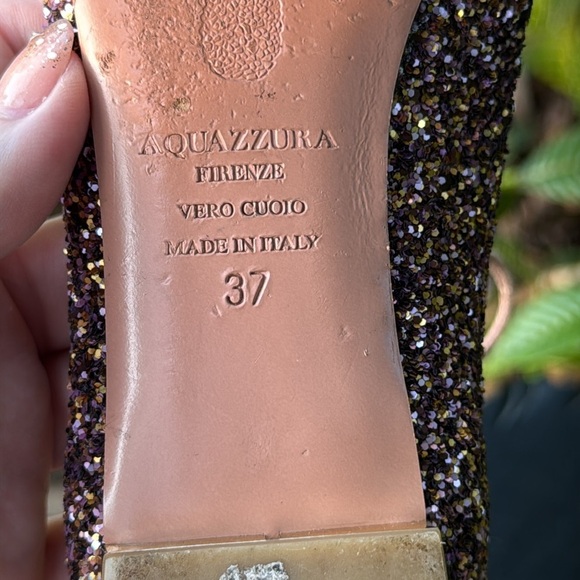 AQUAZZURA
FIRENZE
VERO CUOIO
MADE IN ITALY
37